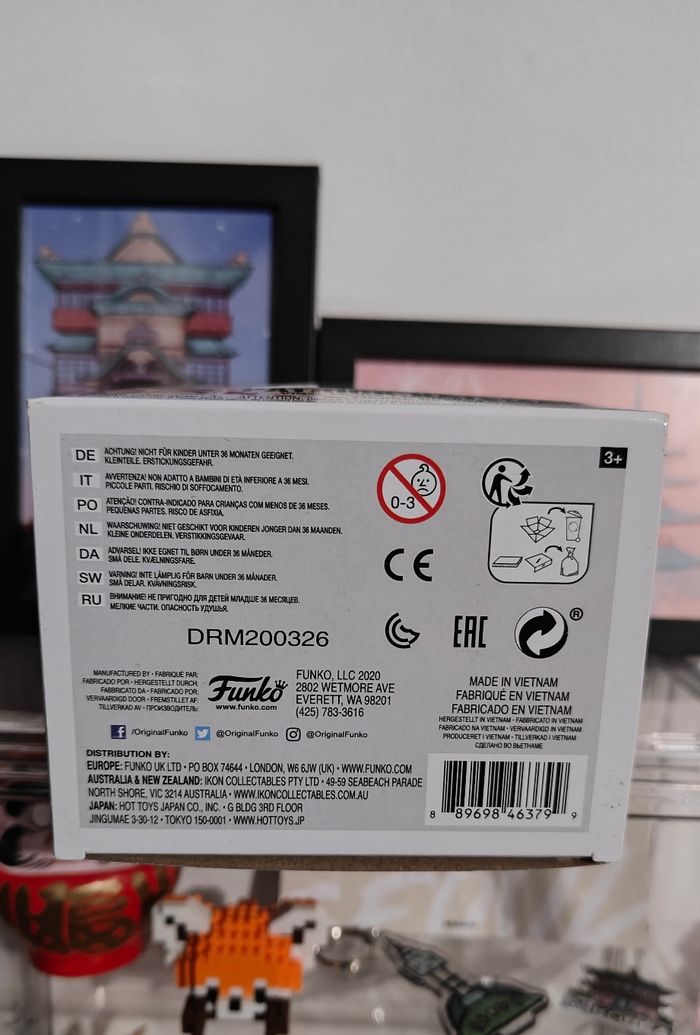 ATTENTION:
DE ACHTUNG! NICHT FÜR KINDER UNTER 36 MONATEN GEEIGNET.
KLEINTEILE. ERSTICKUNGSGEFAHR.
IT AVVERTENZA! NON ADATTO A BAMBINI DI ETÀ INFERIORE A 36 MESI.
PICCOLE PARTI. RISCHIO DI SOFFOCAMENTO.
PO ATENCÃO! CONTRA-INDICADO PARA CRIANÇAS COM MENOS DE 36 MESES.
PEQUENAS PARTES. RISCO DE ASFIXIA.
NL WAARSCHUWING! NIET GESCHIKT VOOR KINDEREN JONGER DAN 36 MAANDEN.
KLEINE ONDERDELEN. VERSTIKKINGSGEVAAR.
DA ADVARSEL! IKKE EGNET TIL BØRN UNDER 36 MÅNEDER.
SMÅ DELE. KVÆLNINGSFARE.
SW VARNING! INTE LÄMPLIG FÖR BARN UNDER 36 MÅNADER.
SMÅ DELAR. KVÄVNINGSRISK.
RU ВНИМАНИЕ! НЕ ПРИГОДНО ДЛЯ ДЕТЕЙ МЛАДШЕ 36 МЕСЯЦЕВ.
МЕЛКИЕ ЧАСТИ. ОПАСНОСТЬ УДУШЬЯ.
0-3
3+
CE
EAC
®
DRM200326
MANUFACTURED BY • FABRIQUÉ PAR:
FABRICADO POR • HERGESTELLT DURCH:
FABBRICATO DA • FABRICADO POR:
VERVAARDIGD DOOR • FREMSTILLET AF:
TILLVERKAD AV • ПРОИЗВОДИТЕЛЬ:
Funko
www.funko.com
FUNKO, LLC 2020
2802 WETMORE AVE
EVERETT, WA 98201
(425) 783-3616
/OriginalFunko @OriginalFunko @OriginalFunko
MADE IN VIETNAM
FABRIQUÉ EN VIETNAM
FABRICADO EN VIETNAM
HERGESTELLT IN VIETNAM • FABBRICATO IN VIETNAM
FABRICADO NA VIETNAM • VERVAARDIGD IN VIETNAM
PRODUCERET I VIETNAM • TILLVERKAD I VIETNAM
СДЕЛАНО ВО ВЬЕТНАМЕ
DISTRIBUTION BY:
EUROPE: FUNKO UK LTD • PO BOX 74644 • LONDON, W6 6JW (UK) • WWW.FUNKO.COM
AUSTRALIA & NEW ZEALAND: IKON COLLECTABLES PTY LTD • 49-59 SEABEACH PARADE
NORTH SHORE, VIC 3214 AUSTRALIA • WWW.IKONCOLLECTABLES.COM.AU
JAPAN: HOT TOYS JAPAN CO., INC. • G BLDG 3RD FLOOR
JINGUMAE 3-30-12 • TOKYO 150-0001 • WWW.HOTTOYS.JP
8 89698 46379 9